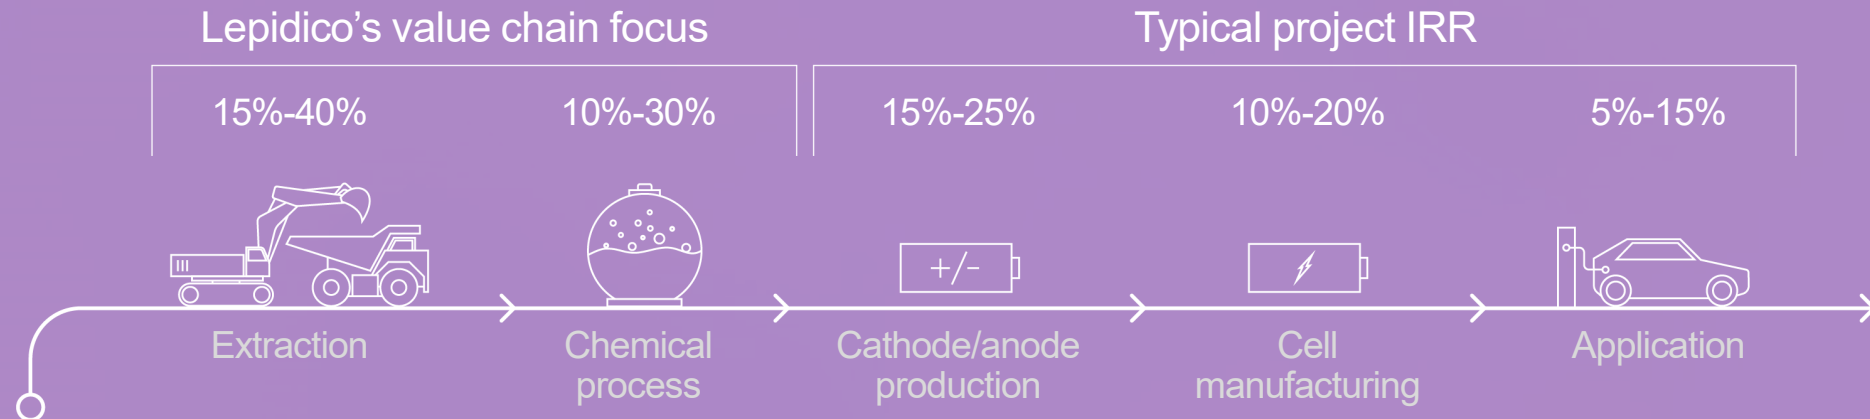 Lepidico’s value chain focus
Typical project IRR
15%-40%
10%-30%
15%-25%
10%-20%
5%-15%
+/-
Extraction
Chemical
process
Cathode/anode
production
Cell
manufacturing
Application